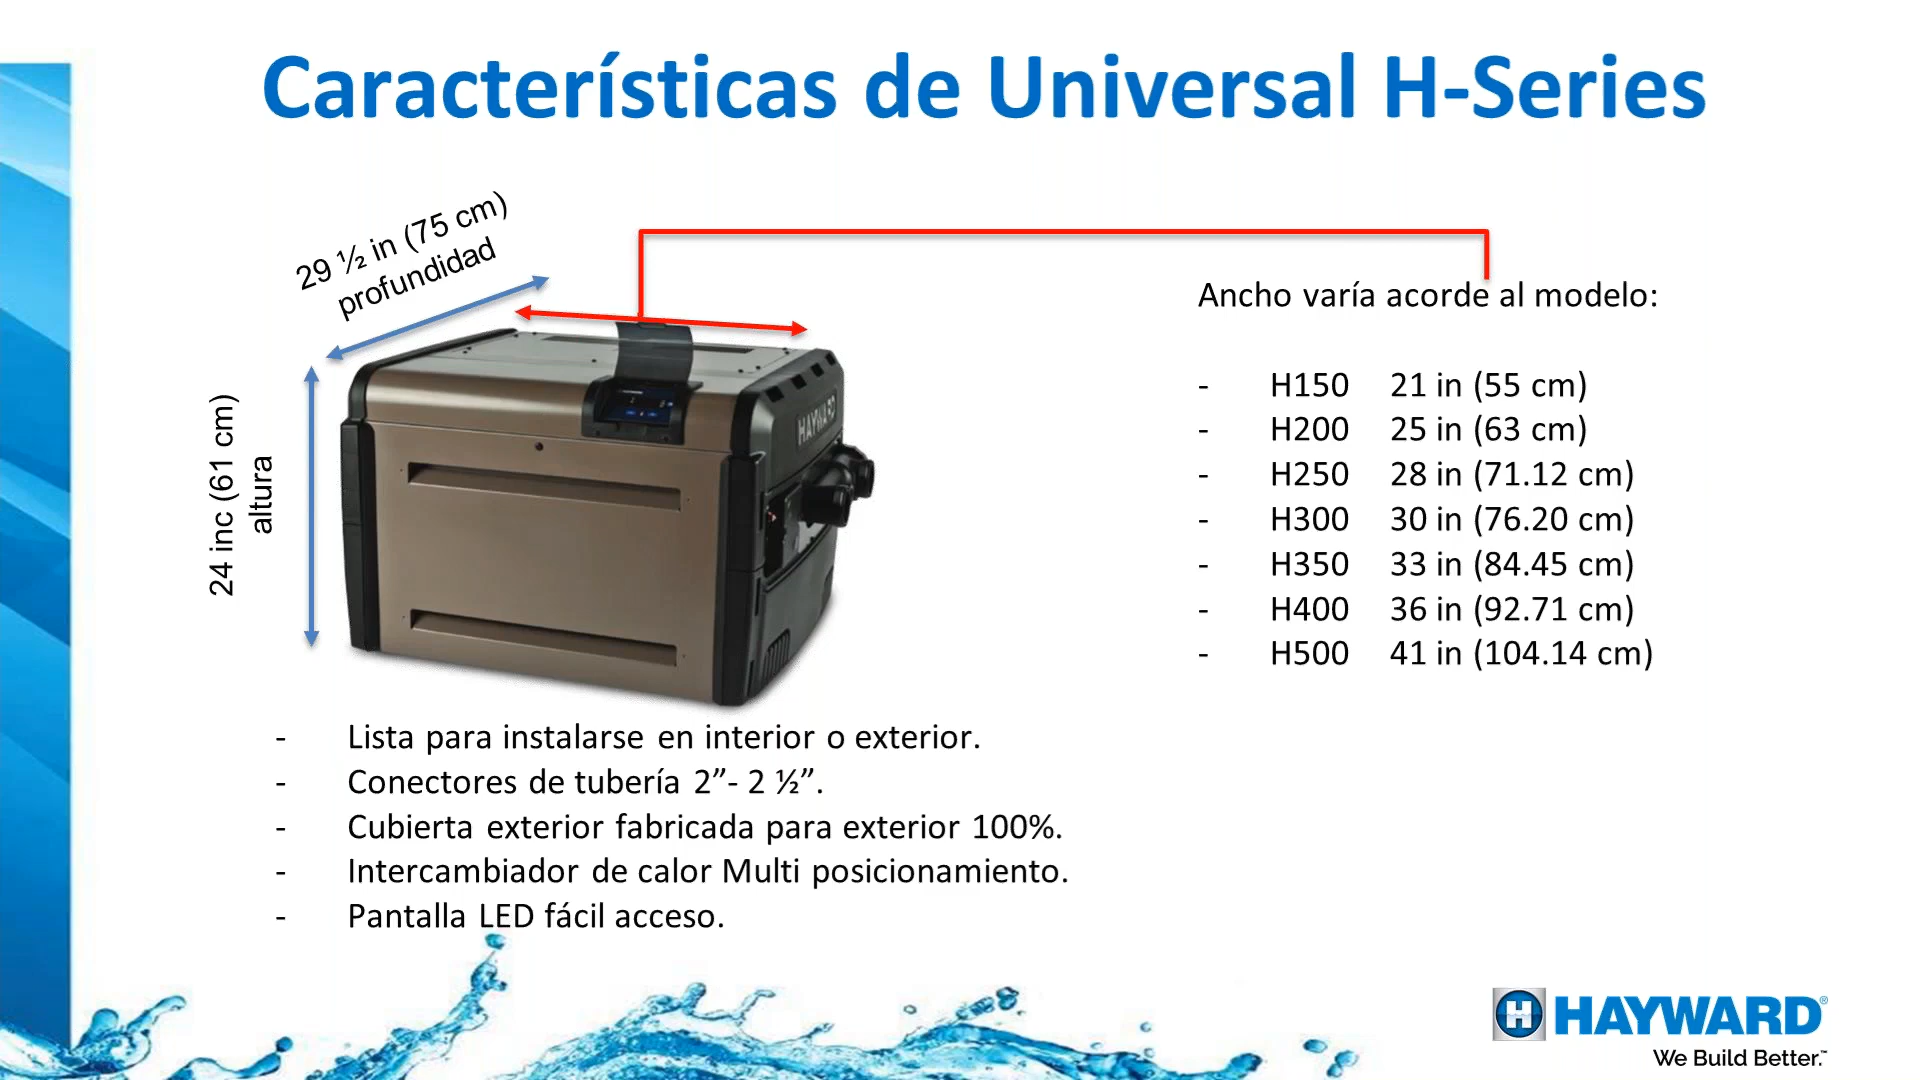 Características de Universal H-Series
29 ½ in (75 cm)
profundidad
24 inc (61 cm)
altura
HAYWARD
Ancho varía acorde al modelo:
- H150 21 in (55 cm)
- H200 25 in (63 cm)
- H250 28 in (71.12 cm)
- H300 30 in (76.20 cm)
- H350 33 in (84.45 cm)
- H400 36 in (92.71 cm)
- H500 41 in (104.14 cm)
- Lista para instalarse en interior o exterior.
- Conectores de tubería 2”- 2 ½”.
- Cubierta exterior fabricada para exterior 100%.
- Intercambiador de calor Multi posicionamiento.
- Pantalla LED fácil acceso.
H HAYWARD®
We Build Better.™